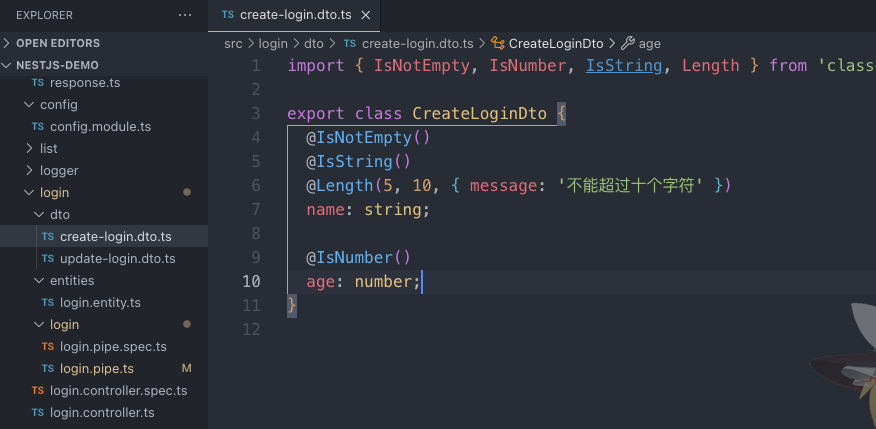 EXPLORER
OPEN EDITORS
NESTJS-DEMO
TS response.ts
config
TS config.module.ts
list
logger
login
dto
TS create-login.dto.ts
TS update-login.dto.ts
entities
TS login.entity.ts
login
TS login.pipe.spec.ts
TS login.pipe.ts M
TS login.controller.spec.ts
TS login.controller.ts
TS create-login.dto.ts ×
src > login > dto > TS create-login.dto.ts > CreateLoginDto > age
1 import { IsNotEmpty, IsNumber, IsString, Length } from 'class
2
3 export class CreateLoginDto {
4 @IsNotEmpty()
5 @IsString()
6 @Length(5, 10, { message: '不能超过十个字符' })
7 name: string;
8
9 @IsNumber()
10 age: number;
11 }
12